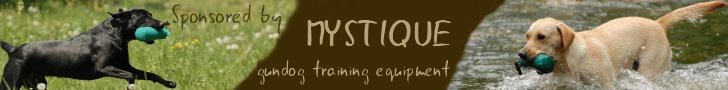 Sponsored by
MYSTIQUE
gundog training equipment